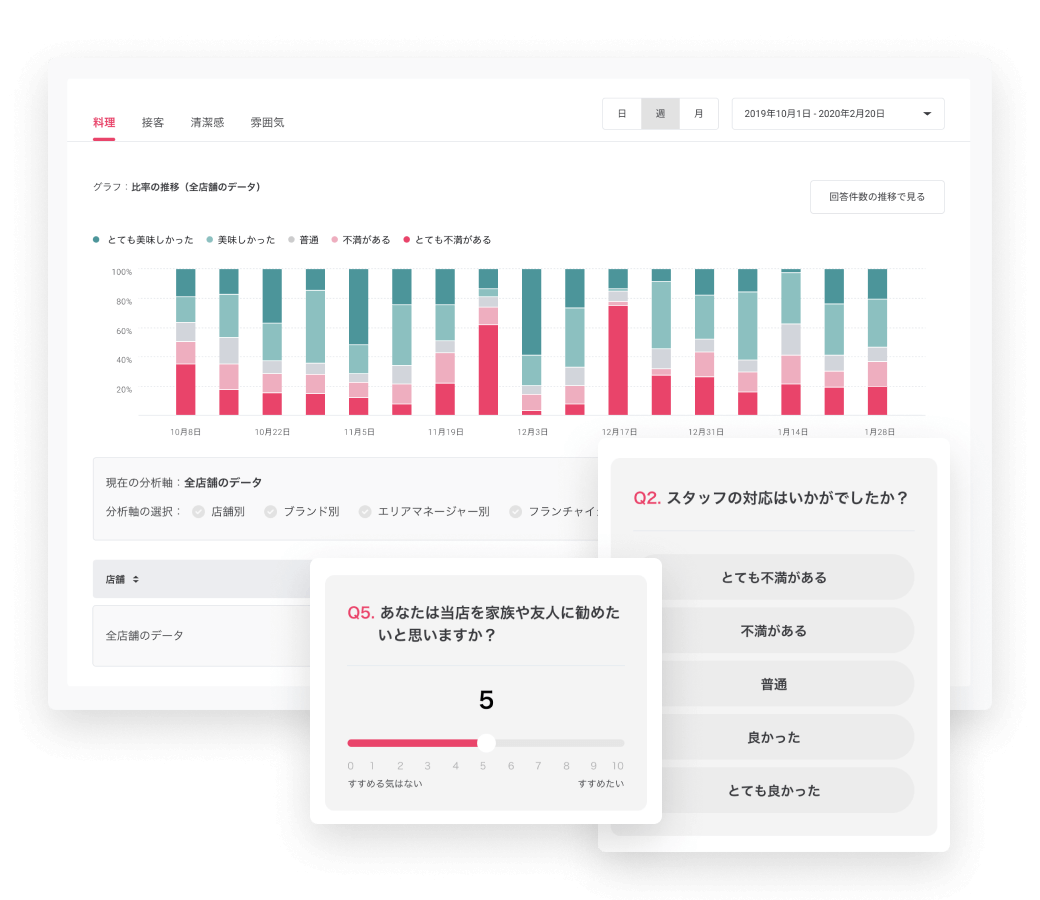 料理 接客 清潔感 雰囲気
日 週 月 2019年10月1日 - 2020年2月20日
グラフ：比率の推移（全店舗のデータ）
回答件数の推移で見る
とても美味しかった 美味しかった 普通 不満がある とても不満がある
100%
80%
60%
40%
20%
10月8日 10月22日 11月5日 11月19日 12月3日 12月17日 12月31日 1月14日 1月28日
現在の分析軸：全店舗のデータ
分析軸の選択： 店舗別 ブランド別 エリアマネージャー別 フランチャイ
店舗
全店舗のデータ
Q5. あなたは当店を家族や友人に勧めた
いと思いますか？
5
0 1 2 3 4 5 6 7 8 9 10
すすめる気はない すすめたい
Q2. スタッフの対応はいかがでしたか？
とても不満がある
不満がある
普通
良かった
とても良かった